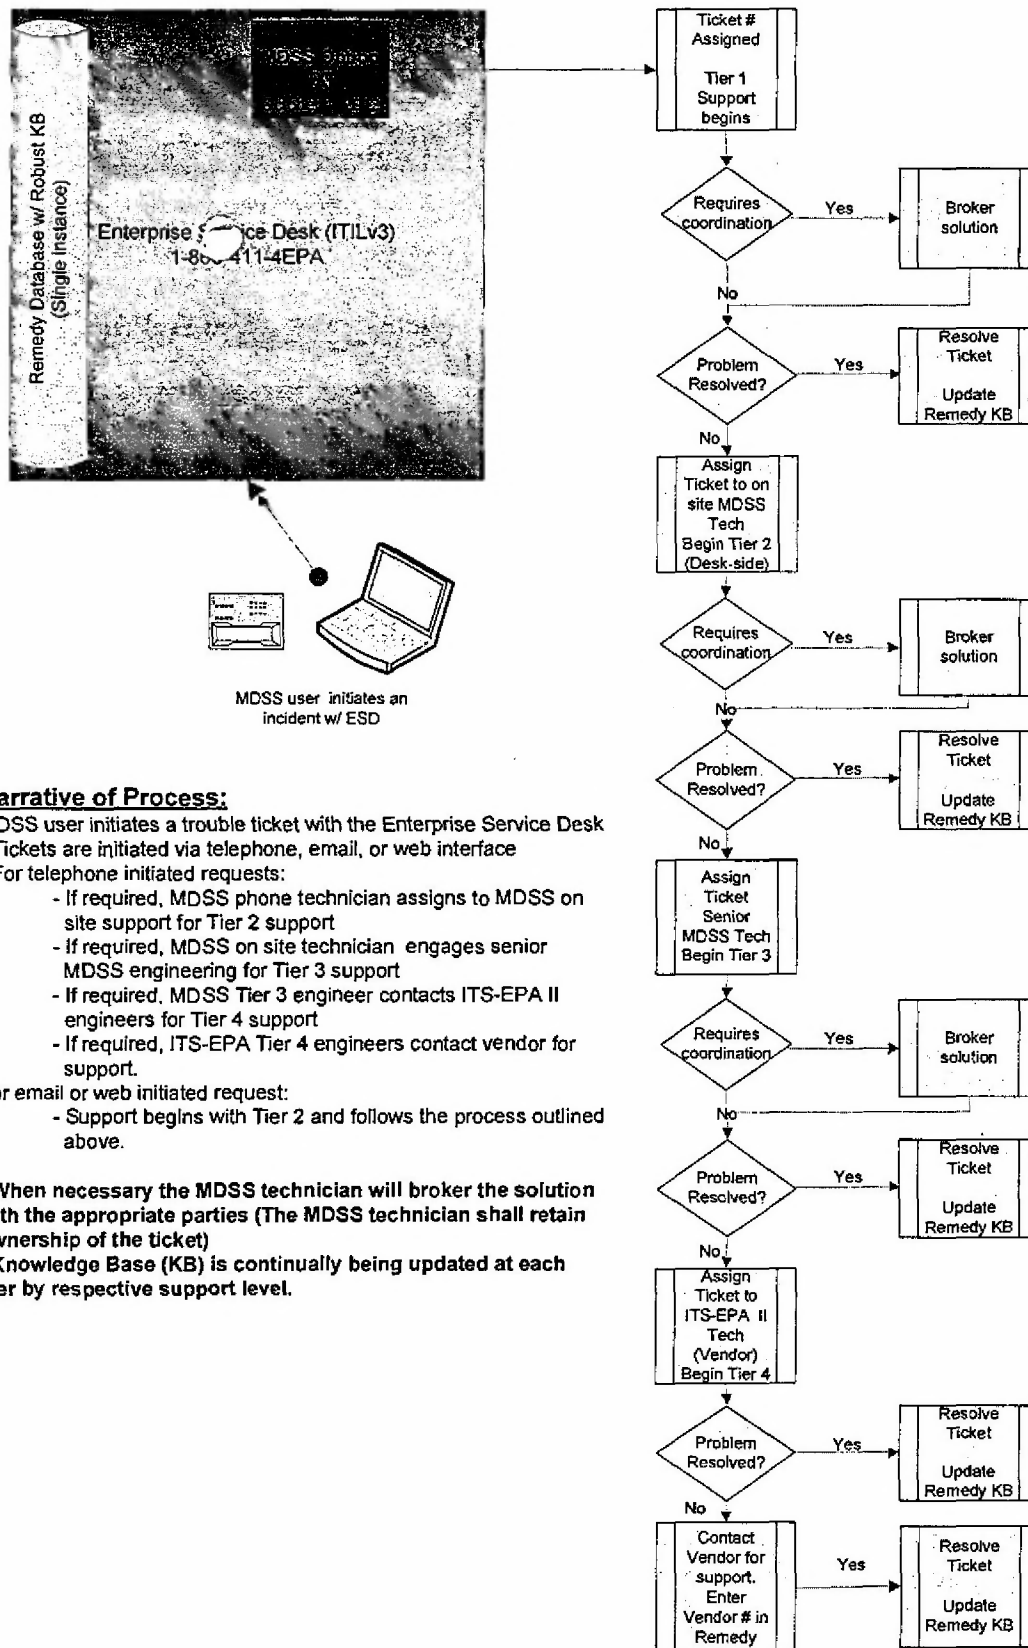 Remedy Database w/ Robust KB
(Single Instance)
MDSS
Enterprise Service Desk (ITILv3)
411-4EPA
MDSS user initiates an
incident w/ ESD
arrative of Process:
DSS user initiates a trouble ticket with the Enterprise Service Desk
Tickets are initiated via telephone, email, or web interface
For telephone initiated requests:
- If required, MDSS phone technician assigns to MDSS on
site support for Tier 2 support
- If required, MDSS on site technician engages senior
MDSS engineering for Tier 3 support
- If required, MDSS Tier 3 engineer contacts ITS-EPA II
engineers for Tier 4 support
- If required, ITS-EPA Tier 4 engineers contact vendor for
support.
or email or web initiated request:
- Support begins with Tier 2 and follows the process outlined
above.
When necessary the MDSS technician will broker the solution
ith the appropriate parties (The MDSS technician shall retain
wnership of the ticket)
Knowledge Base (KB) is continually being updated at each
er by respective support level.
Ticket #
Assigned
Tier 1
Support
begins
Requires
coordination
Yes
Broker
solution
No
Problem
Resolved?
Yes
Resolve
Ticket
Update
Remedy KB
No
Assign
Ticket to on
site MDSS
Tech
Begin Tier 2
(Desk-side)
Requires
coordination
Yes
Broker
solution
No
Problem
Resolved?
Yes
Resolve
Ticket
Update
Remedy KB
No
Assign
Ticket
Senior
MDSS Tech
Begin Tier 3
Requires
coordination
Yes
Broker
solution
No
Problem
Resolved?
Yes
Resolve
Ticket
Update
Remedy KB
No
Assign
Ticket to
ITS-EPA II
Tech
(Vendor)
Begin Tier 4
Problem
Resolved?
Yes
Resolve
Ticket
Update
Remedy KB
No
Contact
Vendor for
support.
Enter
Vendor # in
Remedy
Yes
Resolve
Ticket
Update
Remedy KB